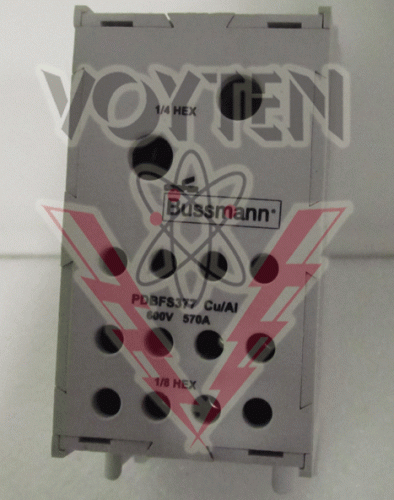 VOYTEN
1/4 HEX
Bussmann®
PDBFS377 Cu/Al
600V 570A
1/8 HEX